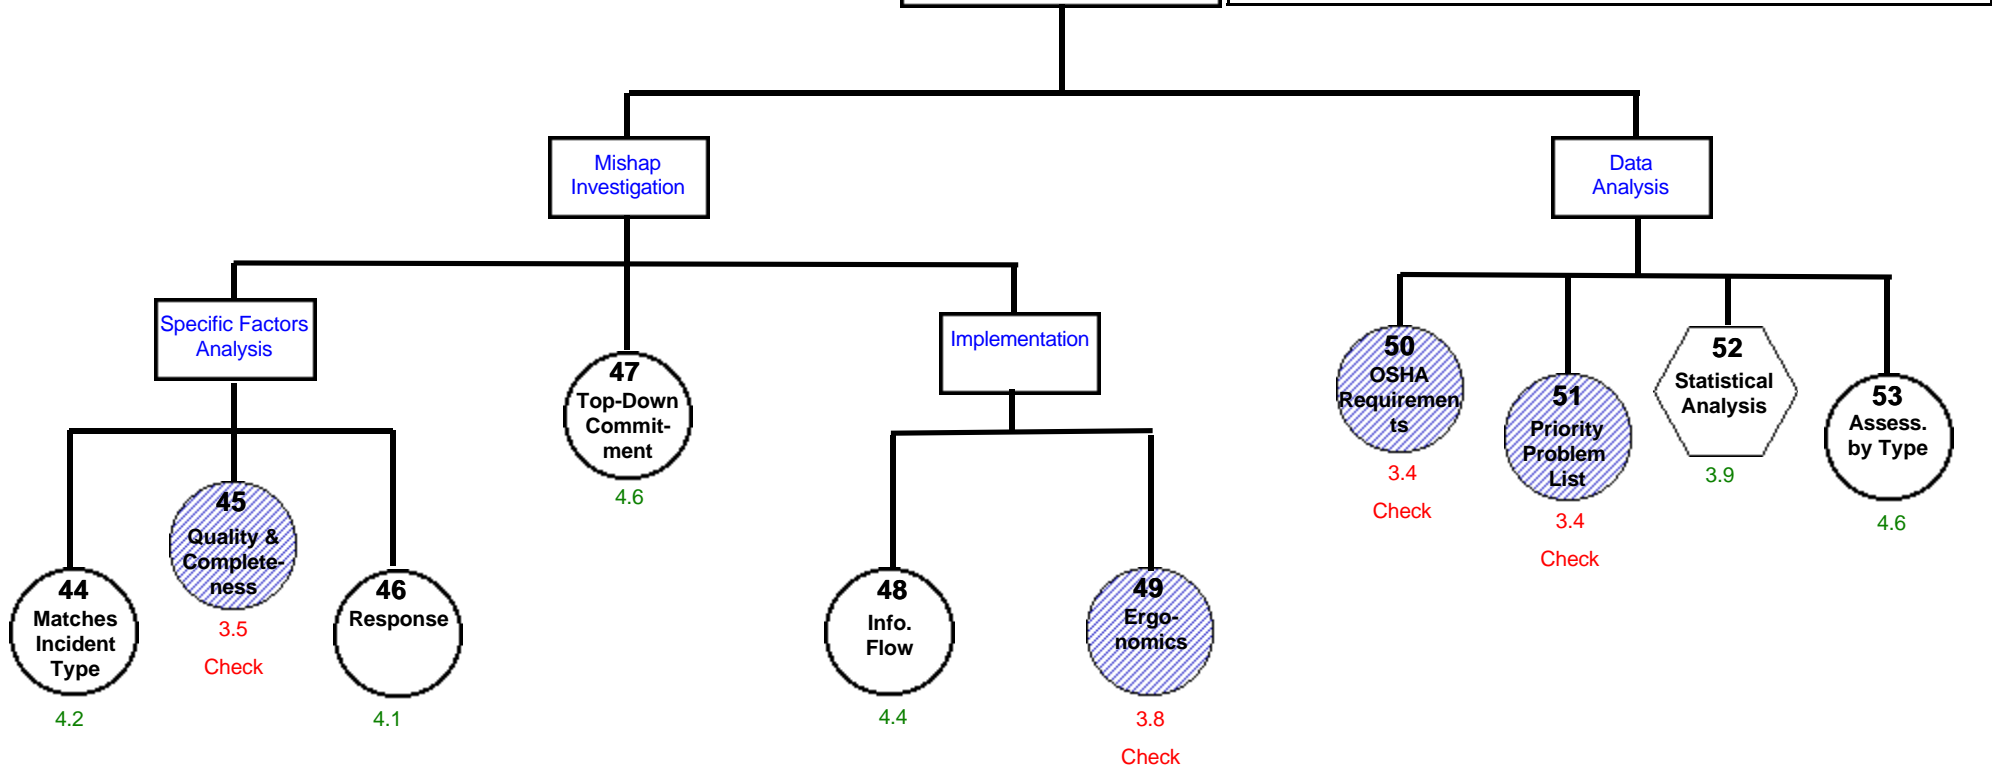 Mishap
Investigation
Data
Analysis
Specific Factors
Analysis
Implementation
47
Top-Down
Commit-
ment
4.6
50
OSHA
Requiremen
ts
3.4
Check
51
Priority
Problem
List
3.4
Check
52
Statistical
Analysis
3.9
53
Assess.
by Type
4.6
44
Matches
Incident
Type
4.2
45
Quality &
Complete-
ness
3.5
Check
46
Response
4.1
48
Info.
Flow
4.4
49
Ergo-
nomics
3.8
Check